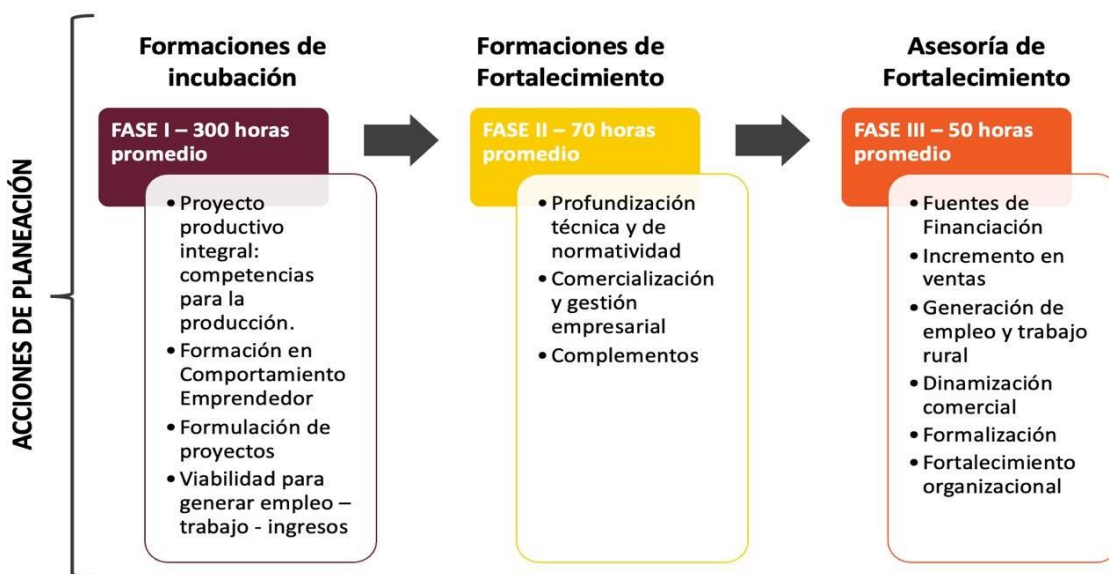 ACCIONES DE PLANEACIÓN
Formaciones de
incubación
FASE I – 300 horas
promedio
• Proyecto
productivo
integral:
competencias
para la
producción.
• Formación en
Comportamiento
Emprendedor
• Formulación de
proyectos
• Viabilidad para
generar empleo –
trabajo - ingresos
Formaciones de
Fortalecimiento
FASE II – 70 horas
promedio
• Profundización
técnica y de
normatividad
• Comercialización
y gestión
empresarial
• Complementos
Asesoría de
Fortalecimiento
FASE III – 50 horas
promedio
• Fuentes de
Financiación
• Incremento en
ventas
• Generación de
empleo y trabajo
rural
• Dinamización
comercial
• Formalización
• Fortalecimiento
organizacional